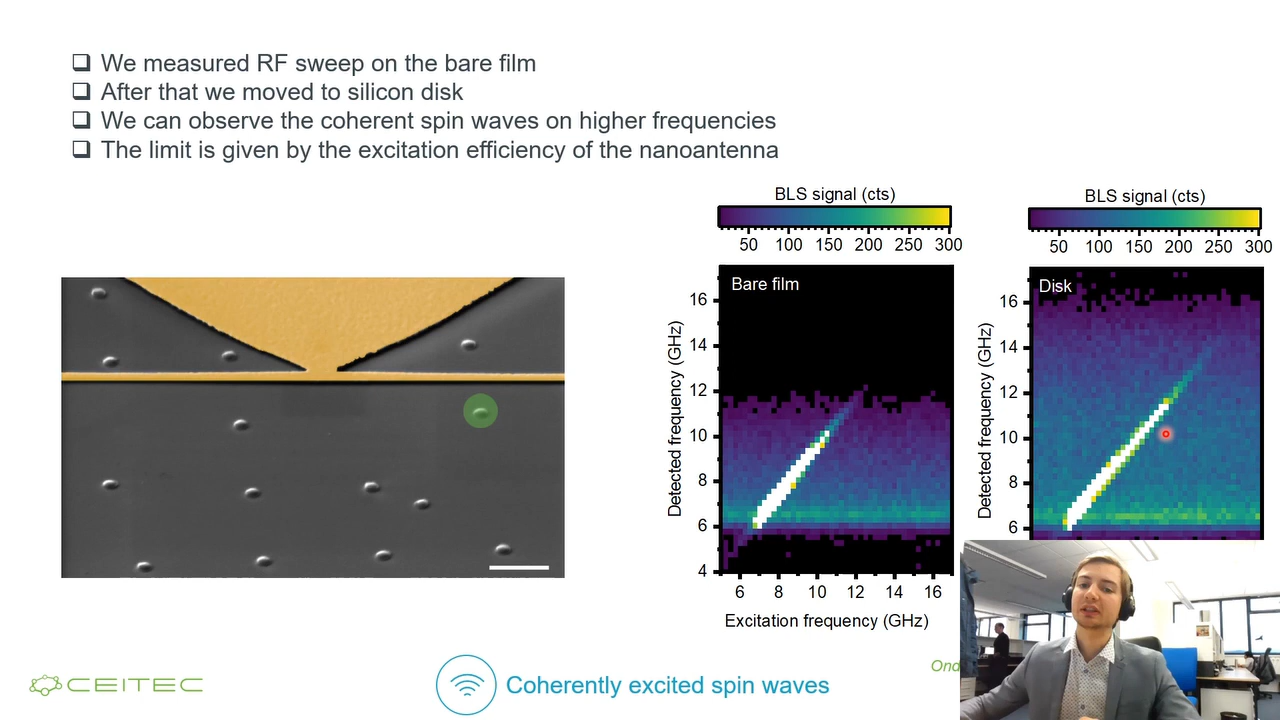 We measured RF sweep on the bare film
After that we moved to silicon disk
We can observe the coherent spin waves on higher frequencies
The limit is given by the excitation efficiency of the nanoantenna
BLS signal (cts)
50 100 150 200 250 300
Bare film
Detected frequency (GHz)
16
14
12
10
8
6
4
6 8 10 12 14 16
Excitation frequency (GHz)
BLS signal (cts)
50 100 150 200 250 300
Disk
Detected frequency (GHz)
16
14
12
10
8
6
Ond
CEITEC
Coherently excited spin waves